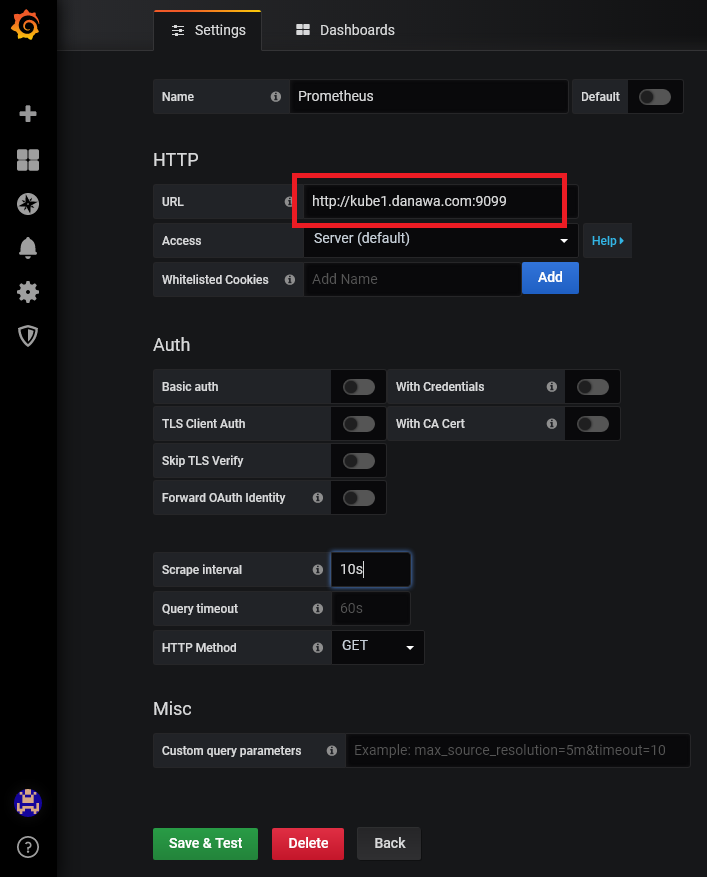 Settings Dashboards
Name Prometheus Default
HTTP
URL http://kube1.danawa.com:9099
Access Server (default) Help
Whitelisted Cookies Add Name Add
Auth
Basic auth With Credentials
TLS Client Auth With CA Cert
Skip TLS Verify
Forward OAuth Identity
Scrape interval 10s
Query timeout 60s
HTTP Method GET
Misc
Custom query parameters Example: max_source_resolution=5m&timeout=10
Save & Test Delete Back